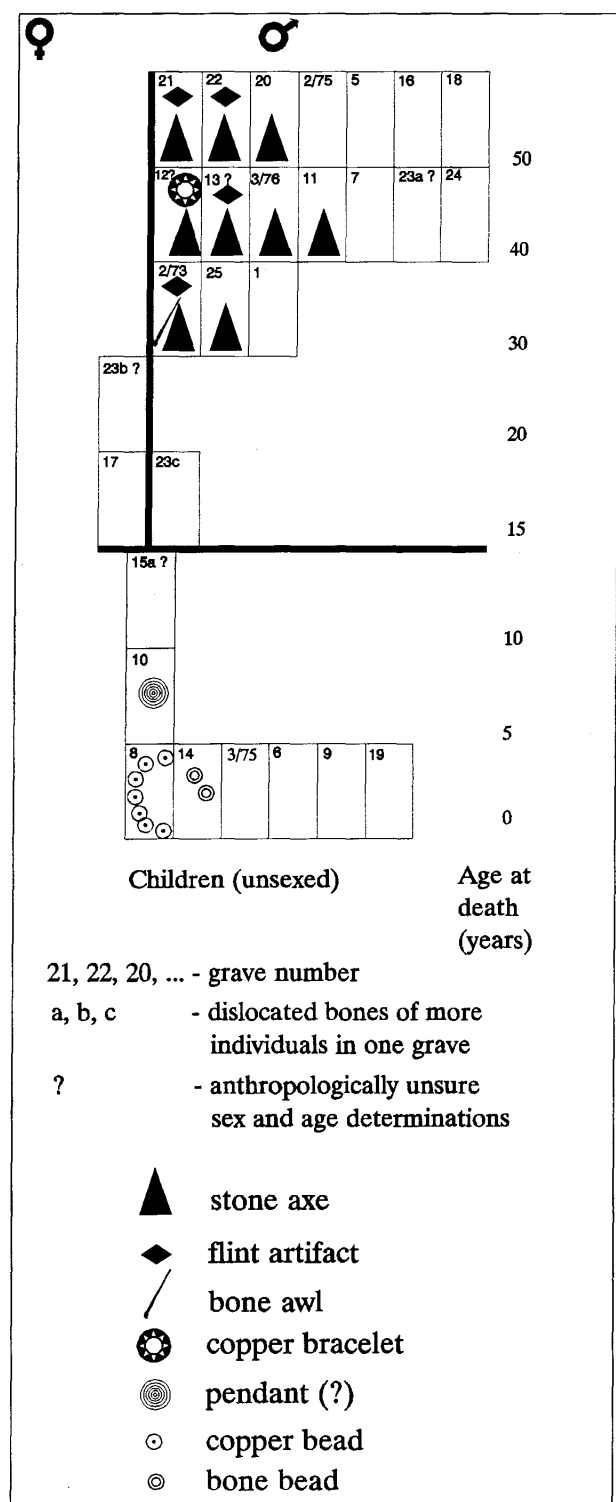 ♀ ♂
21 22 20 2/75 5 16 18
50
12? 13 ? 3/76 11 7 23a ? 24
40
2/73 25 1
30
23b ?
20
17 23c
15
15a ?
10
10
5
8 14 3/75 6 9 19
0
Children (unsexed)
Age at
death
(years)
21, 22, 20, ... - grave number
a, b, c - dislocated bones of more
individuals in one grave
? - anthropologically unsure
sex and age determinations
stone axe
flint artifact
bone awl
copper bracelet
pendant (?)
copper bead
bone bead